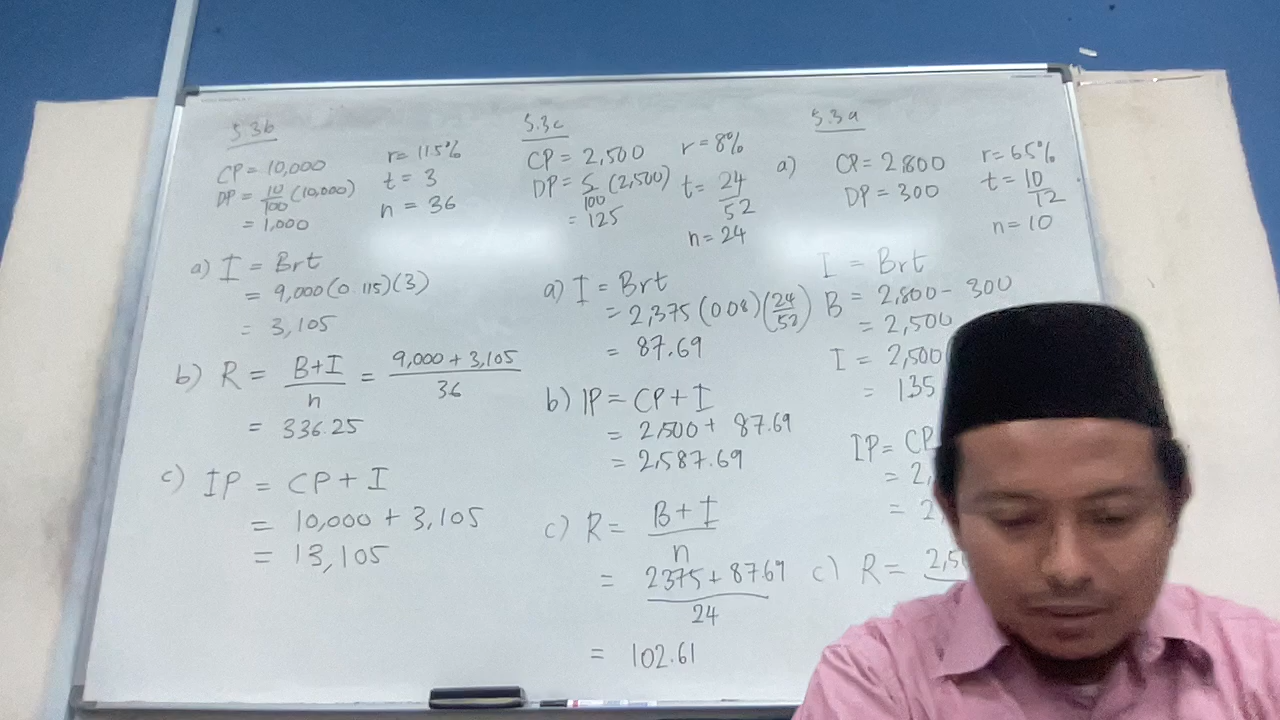 5.3b
CP = 10,000
DP = 10/100 (10,000)
= 1,000
r = 11.5%
t = 3
n = 36
a) I = Brt
= 9,000 (0.115)(3)
= 3,105
b) R = B+I/n = 9,000 + 3,105/36
= 336.25
c) IP = CP + I
= 10,000 + 3,105
= 13,105
5.3c
CP = 2,500
DP = 5/100 (2,500)
= 125
r = 8%
t = 24/52
n = 24
a) I = Brt
= 2,375 (0.08)(24/52)
= 87.69
b) IP = CP + I
= 2,500 + 87.69
= 2,587.69
c) R = B + I/n
= 2375 + 87.69/24
= 102.61
5.3a
a) CP = 2,800
DP = 300
r = 6.5%
t = 10/12
n = 10
I = Brt
B = 2,800 - 300
= 2,500
I = 2,500
= 135
IP = CP
= 2,
= 2,
c) R = 2,50